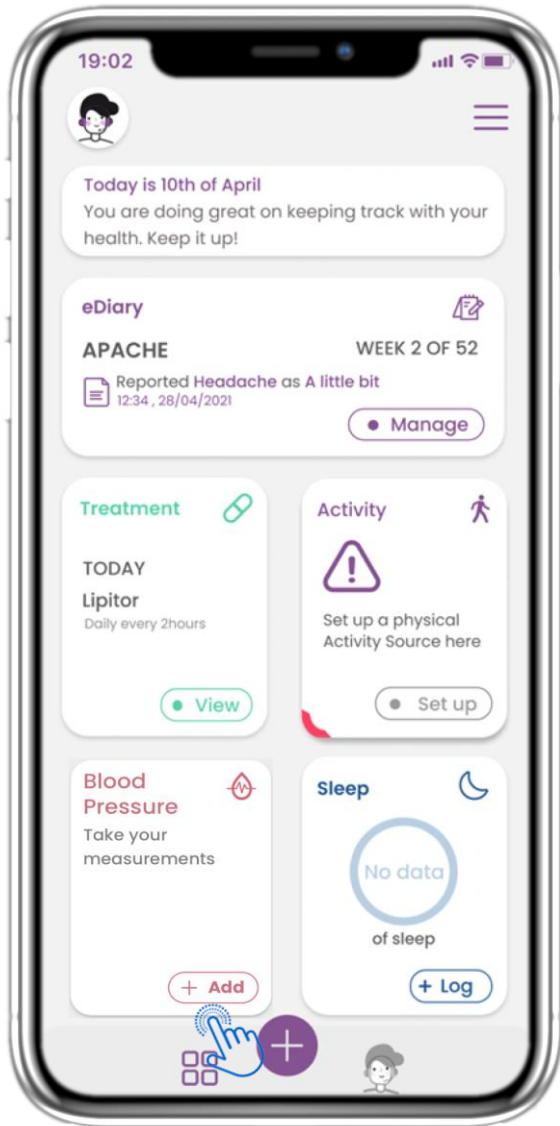 19:02
Today is 10th of April
You are doing great on keeping track with your
health. Keep it up!
eDiary
APACHE
WEEK 2 OF 52
Reported Headache as A little bit
12:34 , 28/04/2021
Manage
Treatment
TODAY
Lipitor
Daily every 2hours
View
Activity
Set up a physical
Activity Source here
Set up
Blood
Pressure
Take your
measurements
+ Add
Sleep
No data
of sleep
+ Log